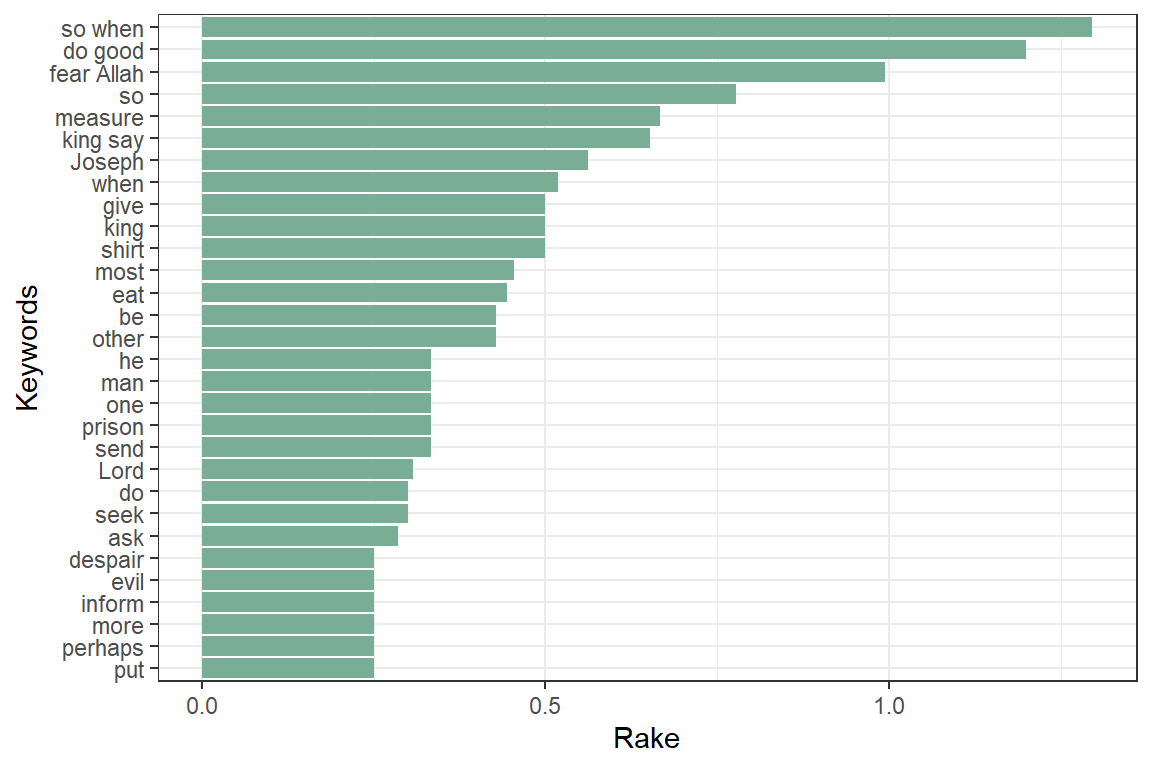 so when
do good
fear Allah
so
measure
king say
Joseph
when
give
king
shirt
most
eat
be
other
he
man
one
prison
send
Lord
do
seek
ask
despair
evil
inform
more
perhaps
put
Keywords
0.0 0.5 1.0
Rake